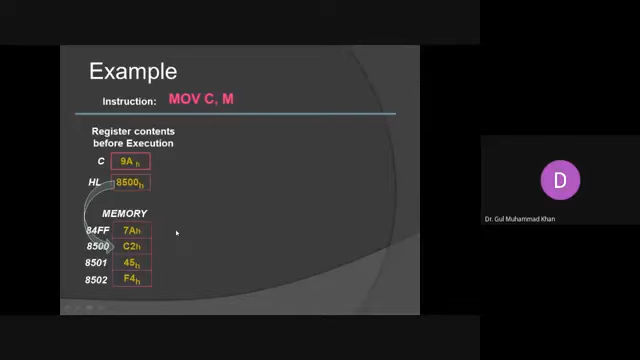 Example
Instruction: MOV C, M
Register contents
before Execution
C 9A h
HL 8500h
MEMORY
84FF 7Ah
8500 C2h
8501 45h
8502 F4h
D
Dr. Gul Muhammad Khan